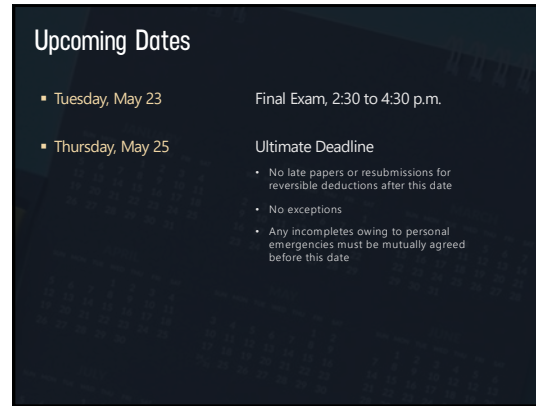 Upcoming Dates
▪ Tuesday, May 23
Final Exam, 2:30 to 4:30 p.m.
▪ Thursday, May 25
Ultimate Deadline
• No late papers or resubmissions for
reversible deductions after this date
• No exceptions
• Any incompletes owing to personal
emergencies must be mutually agreed
before this date